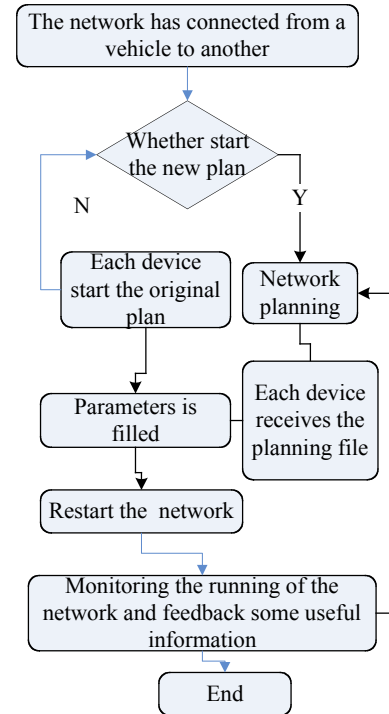 The network has connected from a
vehicle to another
Whether start
the new plan
N
Y
Each device
start the original
plan
Network
planning
Each device
receives the
planning file
Parameters is
filled
Restart the network
Monitoring the running of the
network and feedback some useful
information
End